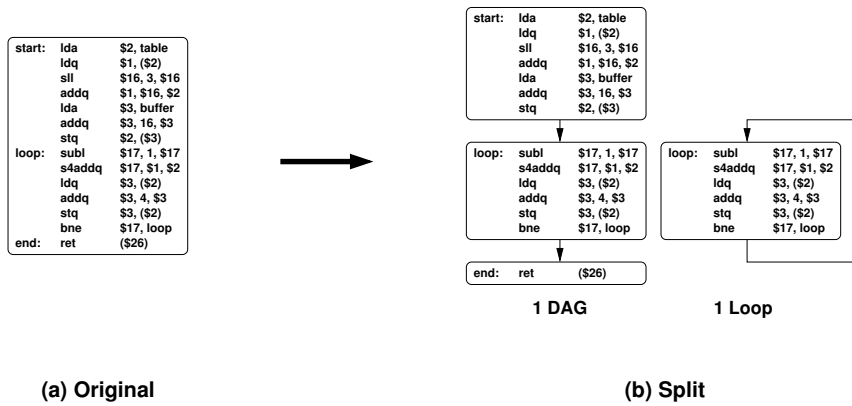 start: lda $2, table
ldq $1, ($2)
sll $16, 3, $16
addq $1, $16, $2
lda $3, buffer
addq $3, 16, $3
stq $2, ($3)
loop: subl $17, 1, $17
s4addq $17, $1, $2
ldq $3, ($2)
addq $3, 4, $3
stq $3, ($2)
bne $17, loop
end: ret ($26)
(a) Original
start: lda $2, table
ldq $1, ($2)
sll $16, 3, $16
addq $1, $16, $2
lda $3, buffer
addq $3, 16, $3
stq $2, ($3)
loop: subl $17, 1, $17
s4addq $17, $1, $2
ldq $3, ($2)
addq $3, 4, $3
stq $3, ($2)
bne $17, loop
end: ret ($26)
1 DAG
loop: subl $17, 1, $17
s4addq $17, $1, $2
ldq $3, ($2)
addq $3, 4, $3
stq $3, ($2)
bne $17, loop
1 Loop
(b) Split